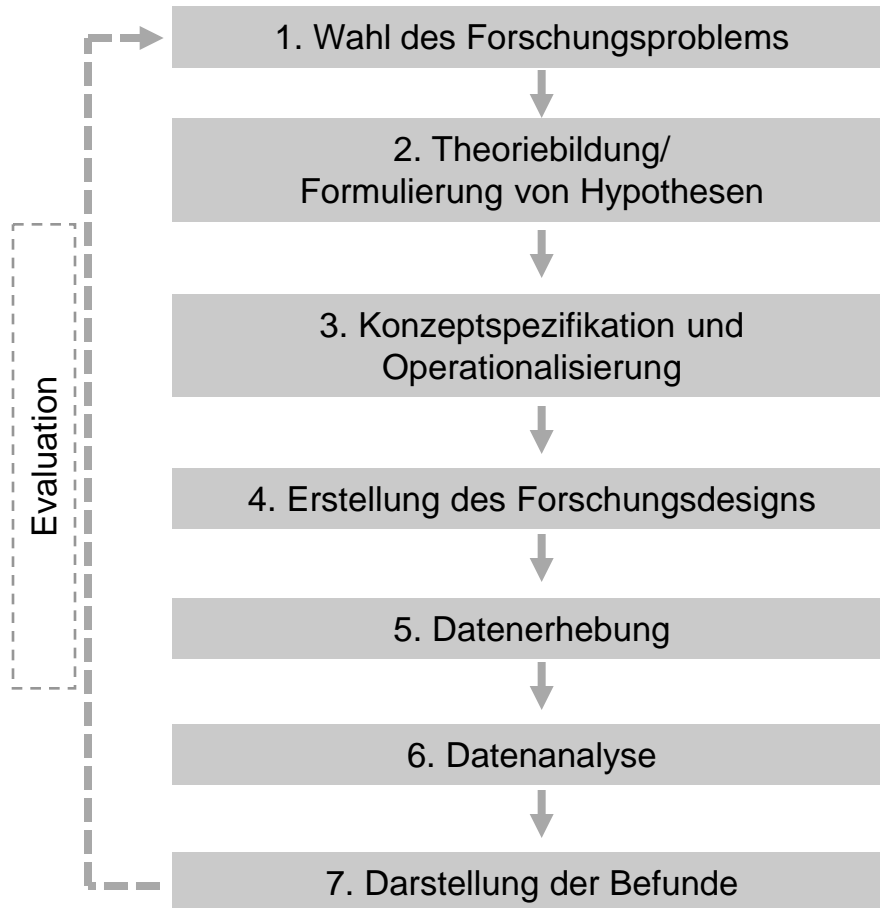 1. Wahl des Forschungsproblems
2. Theoriebildung/
Formulierung von Hypothesen
3. Konzeptspezifikation und
Operationalisierung
4. Erstellung des Forschungsdesigns
5. Datenerhebung
6. Datenanalyse
7. Darstellung der Befunde
Evaluation